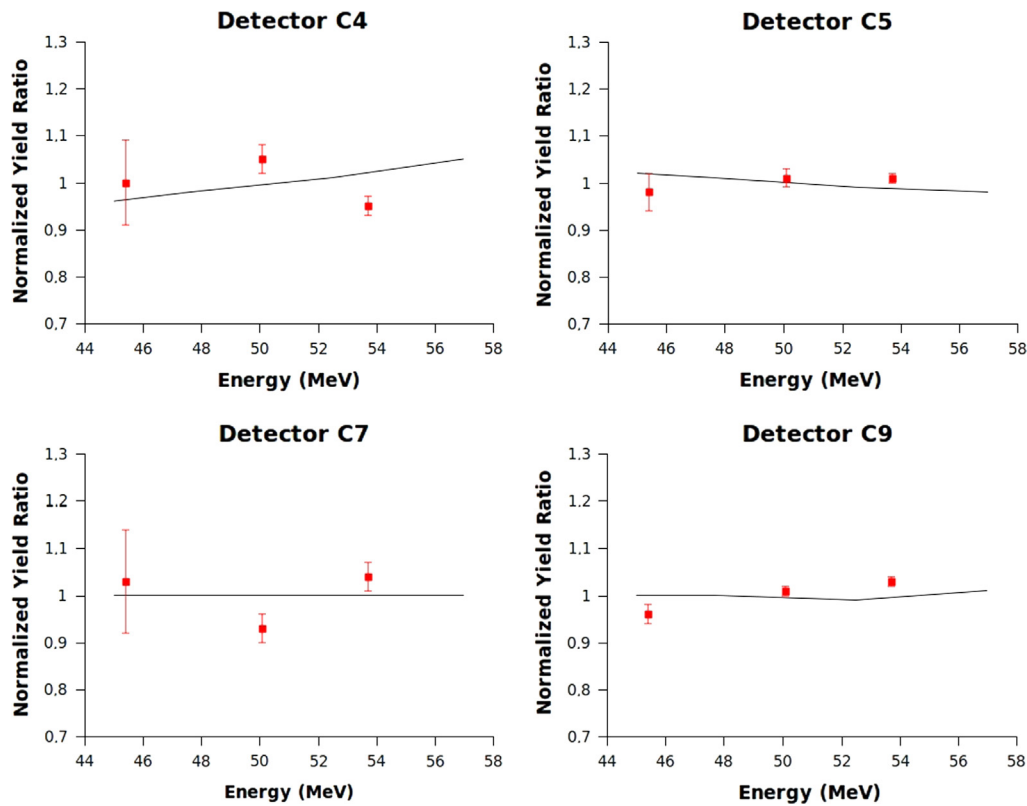 Detector C4
Normalized Yield Ratio
1,3
1,2
1,1
1
0,9
0,8
0,7
44 46 48 50 52 54 56 58
Energy (MeV)
Detector C5
Normalized Yield Ratio
1,3
1,2
1,1
1
0,9
0,8
0,7
44 46 48 50 52 54 56 58
Energy (MeV)
Detector C7
Normalized Yield Ratio
1,3
1,2
1,1
1
0,9
0,8
0,7
44 46 48 50 52 54 56 58
Energy (MeV)
Detector C9
Normalized Yield Ratio
1,3
1,2
1,1
1
0,9
0,8
0,7
44 46 48 50 52 54 56 58
Energy (MeV)